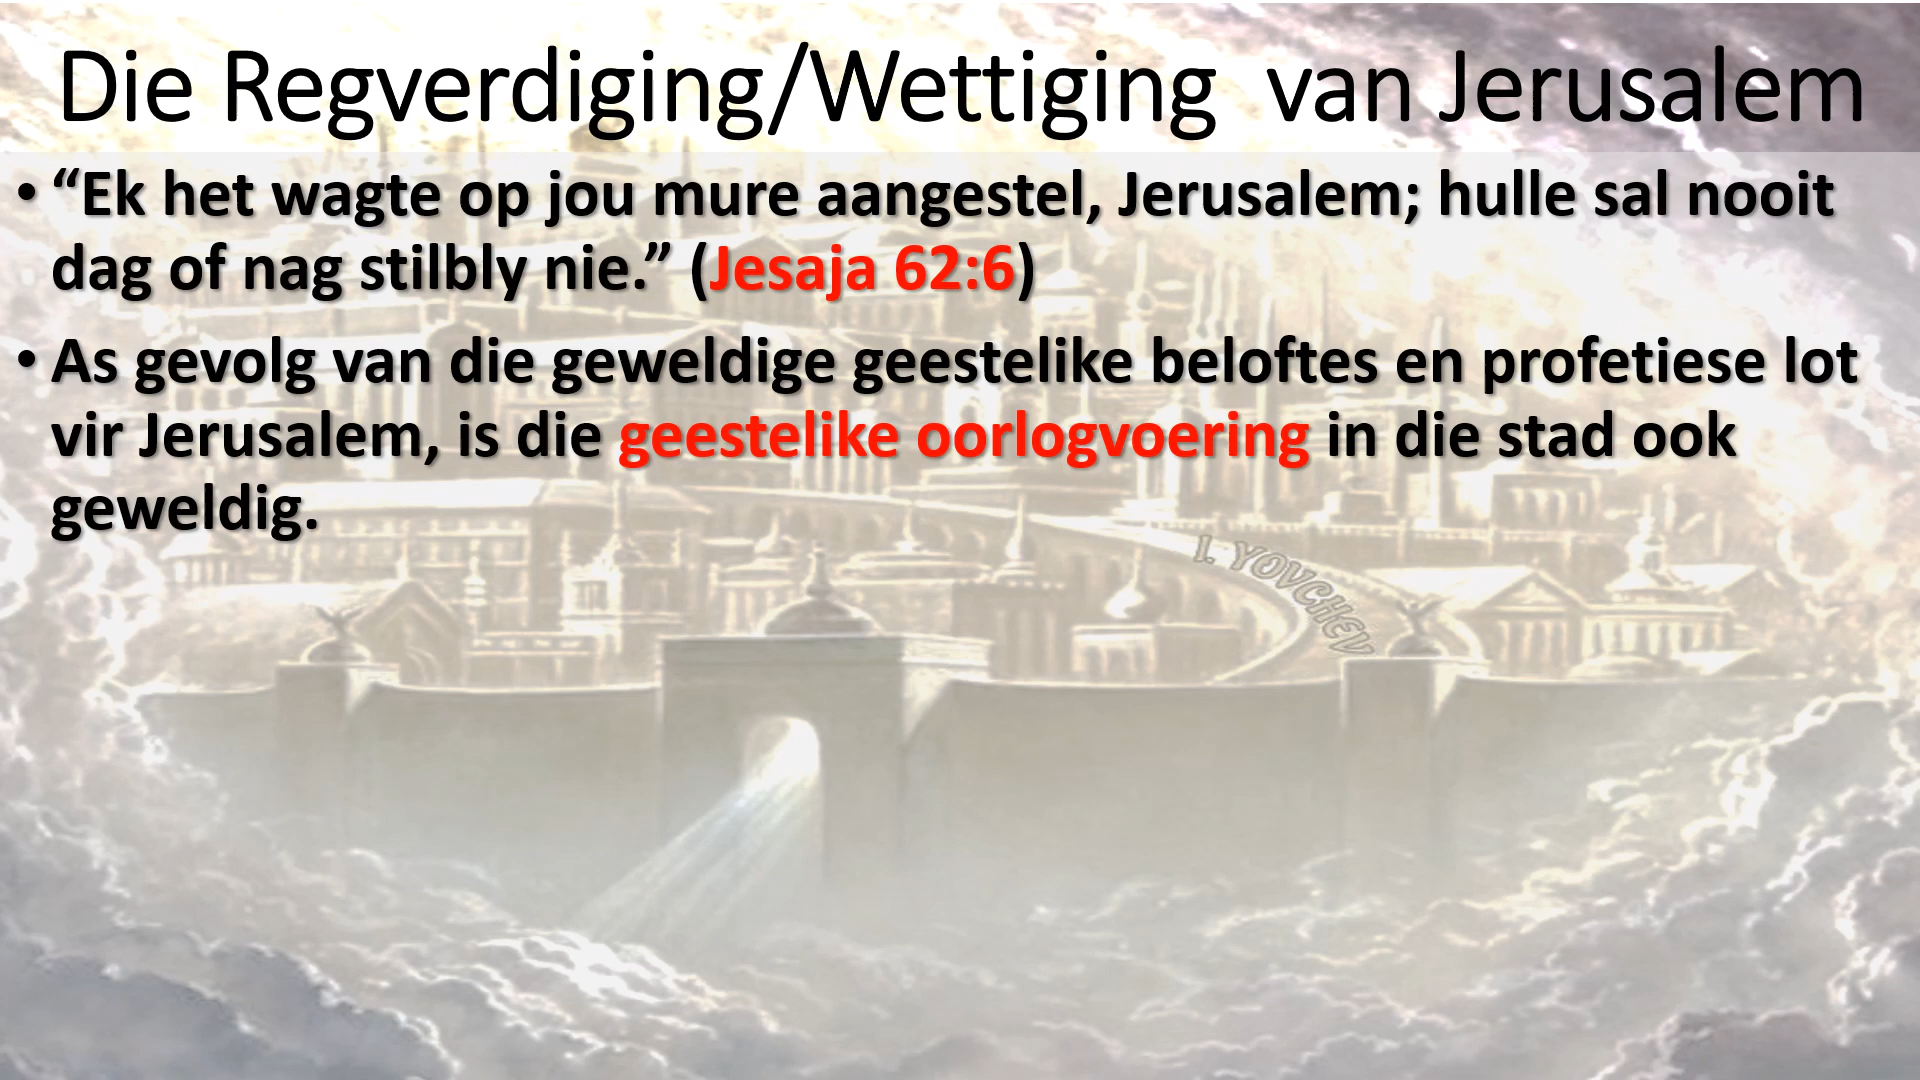 Die Regverdiging/Wettiging  van Jerusalem
• “Ek het wagte op jou mure aangestel, Jerusalem; hulle sal nooit
dag of nag stilbly nie.” (Jesaja 62:6)
• As gevolg van die geweldige geestelike beloftes en profetiese lot
vir Jerusalem, is die geestelike oorlogvoering in die stad ook
geweldig.
I. YOVCHEV